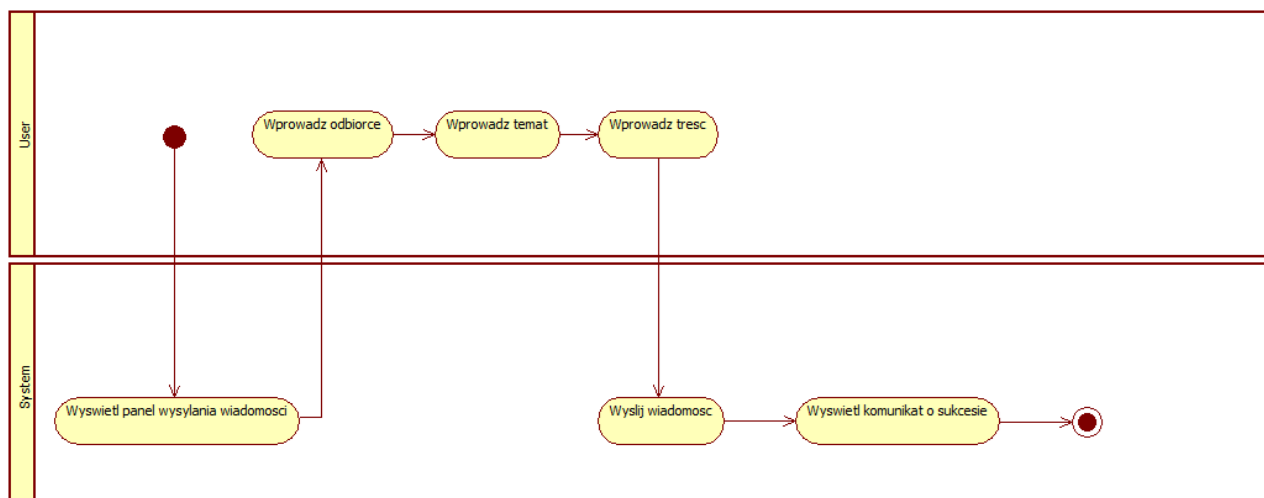 User
Wprowadz odbiorce
Wprowadz temat
Wprowadz tresc
System
Wyswietl panel wysylania wiadomosci
Wyslij wiadomosc
Wyswietl komunikat o sukcesie